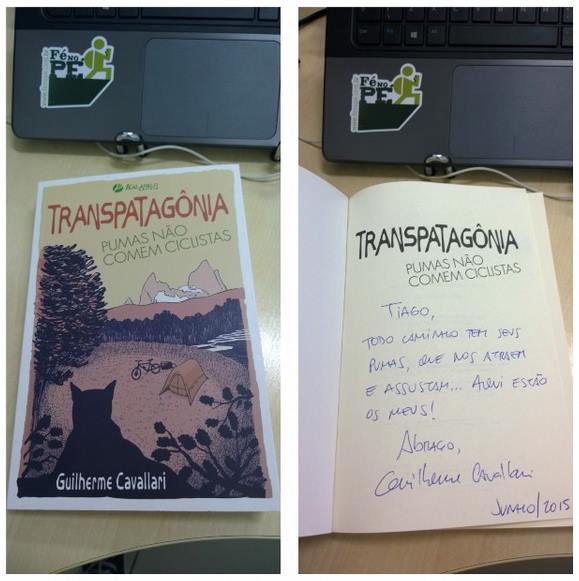 Fé no
PÉ
KALAPALO
TRANSPATAGÔNIA
PUMAS NÃO
COMEM CICLISTAS
Guilherme Cavallari
Fé no
PÉ
TRANSPATAGÔNIA
PUMAS NÃO
COMEM CICLISTAS
TIAGO,
TODO CAMINHO TEM SEUS
PUMAS, QUE NOS ATRAEM
E ASSUSTAM... AQUI ESTÃO
OS MEUS!
ABRAÇO,
Guilherme Cavallari
JUNHO/2015